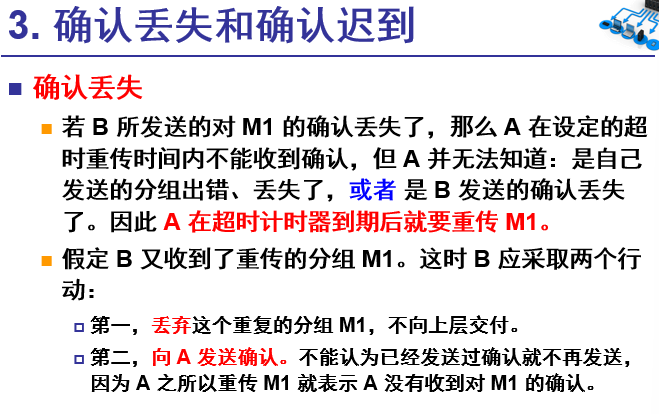 3. 确认丢失和确认迟到
确认丢失
若 B 所发送的对 M1 的确认丢失了，那么 A 在设定的超
时重传时间内不能收到确认，但 A 并无法知道：是自己
发送的分组出错、丢失了，或者 是 B 发送的确认丢失
了。因此 A 在超时计时器到期后就要重传 M1。
假定 B 又收到了重传的分组 M1。这时 B 应采取两个行
动：
第一，丢弃这个重复的分组 M1，不向上层交付。
第二，向 A 发送确认。不能认为已经发送过确认就不再发送，
因为 A 之所以重传 M1 就表示 A 没有收到对 M1 的确认。